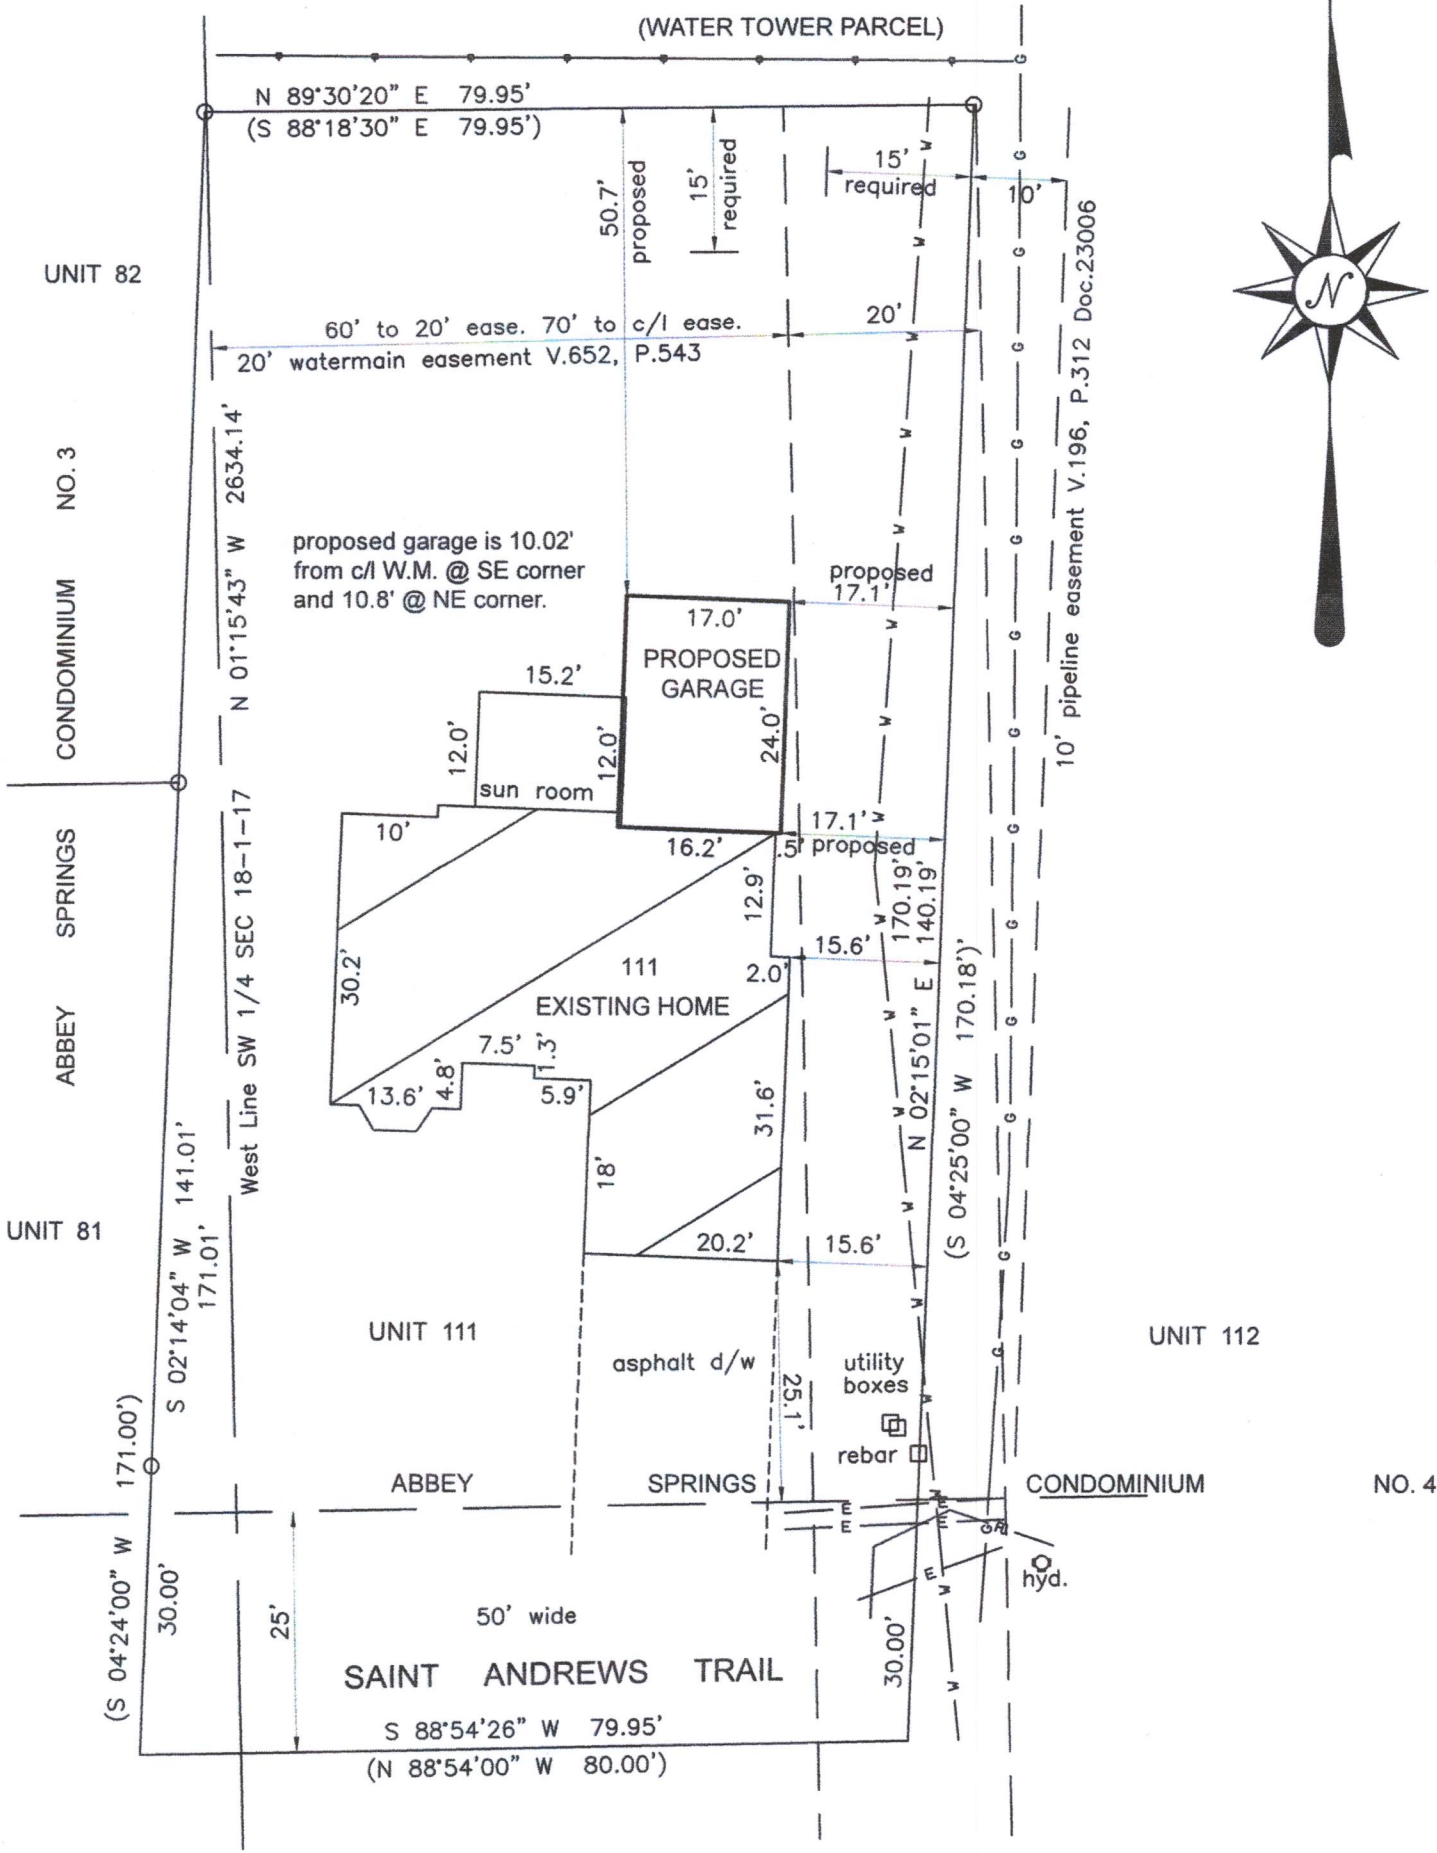 (WATER TOWER PARCEL)
N 89°30'20" E 79.95'
(S 88°18'30" E 79.95')
50.7'
proposed
15'
required
15'
required
10'
UNIT 82
60' to 20' ease. 70' to c/l ease.
20' watermain easement V.652, P.543
20'
10' pipeline easement V.196, P.312 Doc.23006
N
N 01°15'43" W 2634.14'
West Line SW 1/4 SEC 18-1-17
ABBEY SPRINGS CONDOMINIUM NO. 3
proposed garage is 10.02'
from c/l W.M. @ SE corner
and 10.8' @ NE corner.
proposed
17.1'
17.0'
PROPOSED
GARAGE
24.0'
15.2'
12.0'
12.0'
sun room
10'
16.2'
.5'
17.1'
proposed
12.9'
170.19'
140.19'
15.6'
2.0'
30.2'
111
EXISTING HOME
7.5'
1.3'
4.8'
13.6'
5.9'
31.6'
18'
N 02°15'01" E
(S 04°25'00" W 170.18')'
UNIT 81
S 02°14'04" W 141.01'
171.01'
20.2'
15.6'
UNIT 111
UNIT 112
asphalt d/w
25.1'
utility
boxes
rebar
ABBEY SPRINGS CONDOMINIUM NO. 4
(S 04°24'00" W 171.00')
30.00'
25'
hyd.
50' wide
30.00'
SAINT ANDREWS TRAIL
S 88°54'26" W 79.95'
(N 88°54'00" W 80.00')
W W W W W W W W W W W W W W W W W
G G G G G G G G G G G G G G G
E E
E E
E